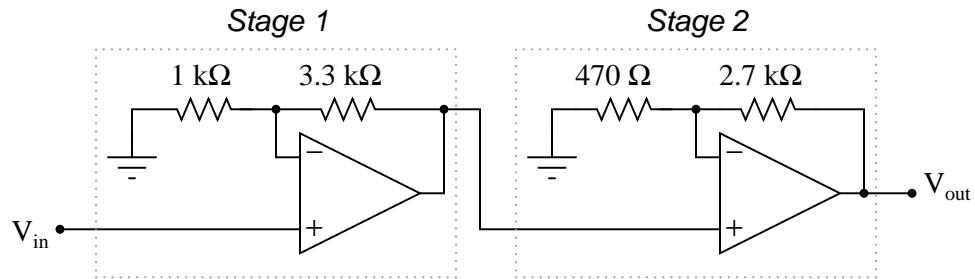 Stage 1 Stage 2
1 kΩ 3.3 kΩ 470 Ω 2.7 kΩ
− −
V_out
+ +
V_in